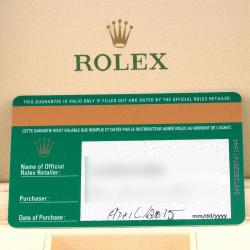 ROLEX
THIS GUARANTEE IS VALID ONLY IF FILLED OUT AND DATED BY THE OFFICIAL ROLEX RETAILER.
CETTE GARANTIE N'EST VALABLE QUE REMPLIE ET DATÉE PAR LE DISTRIBUTEUR AGRÉÉ ROLEX AU MOMENT DE L'ACHAT.
Name of Official
Rolex Retailer:
Purchaser:
Date of Purchase:
APRIL/2015
mm/dd/yyyy